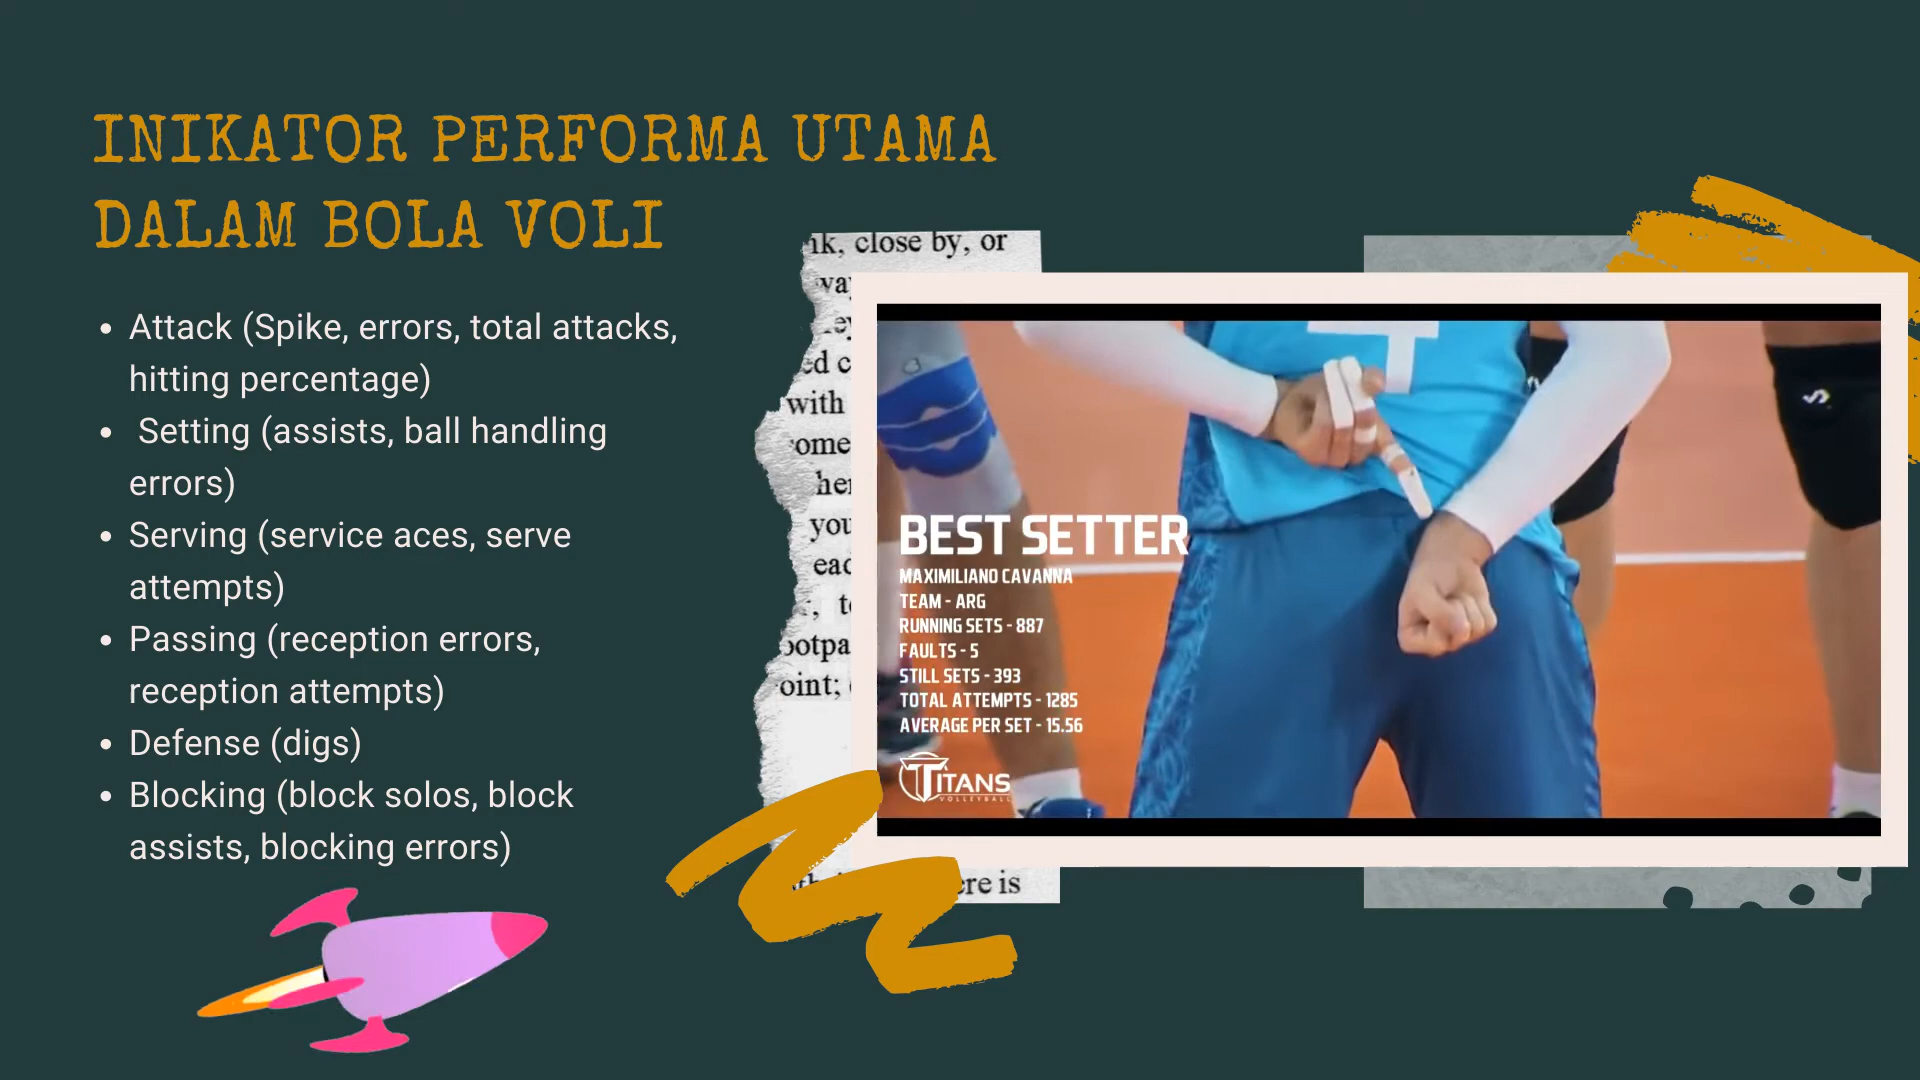 INIKATOR PERFORMA UTAMA
DALAM BOLA VOLI
• Attack (Spike, errors, total attacks,
hitting percentage)
• Setting (assists, ball handling
errors)
• Serving (service aces, serve
attempts)
• Passing (reception errors,
reception attempts)
• Defense (digs)
• Blocking (block solos, block
assists, blocking errors)
close by, or
with
you
BEST SETTER
MAXIMILIANO CAVANNA
TEAM - ARG
RUNNING SETS - 887
FAULTS - 5
STILL SETS - 393
TOTAL ATTEMPTS - 1285
AVERAGE PER SET - 15.56
TITANS
VOLLEYBALL
is